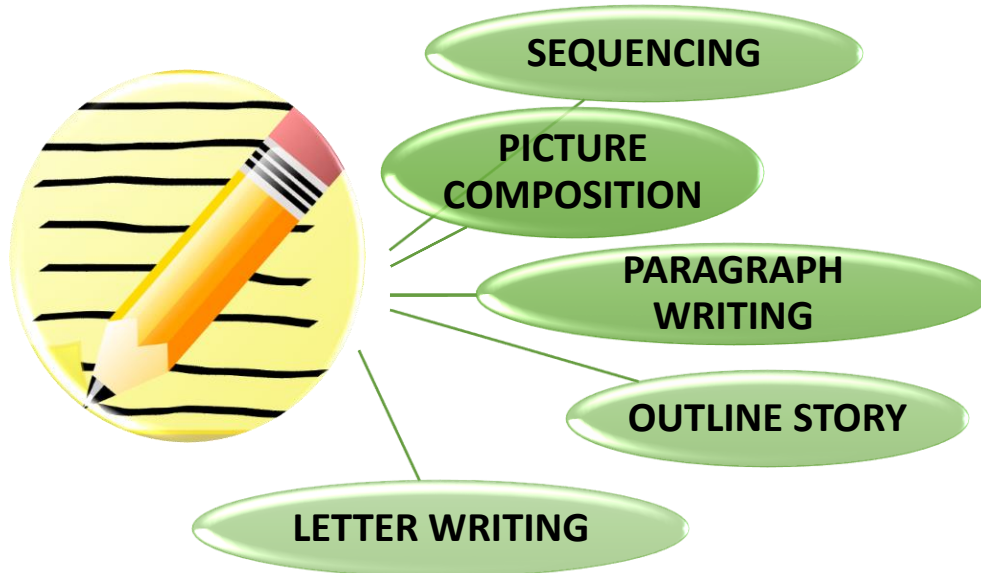 SEQUENCING
PICTURE
COMPOSITION
PARAGRAPH
WRITING
OUTLINE STORY
LETTER WRITING